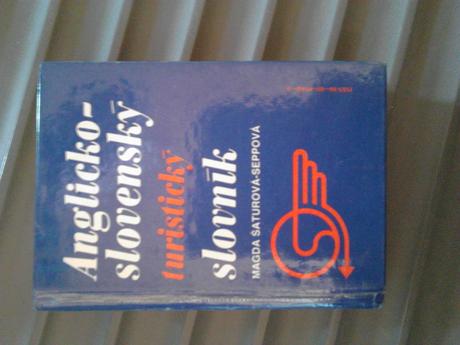 Anglicko-
slovenský
turistický
slovník
MAGDA ŠATUROVÁ-SEPPOVÁ